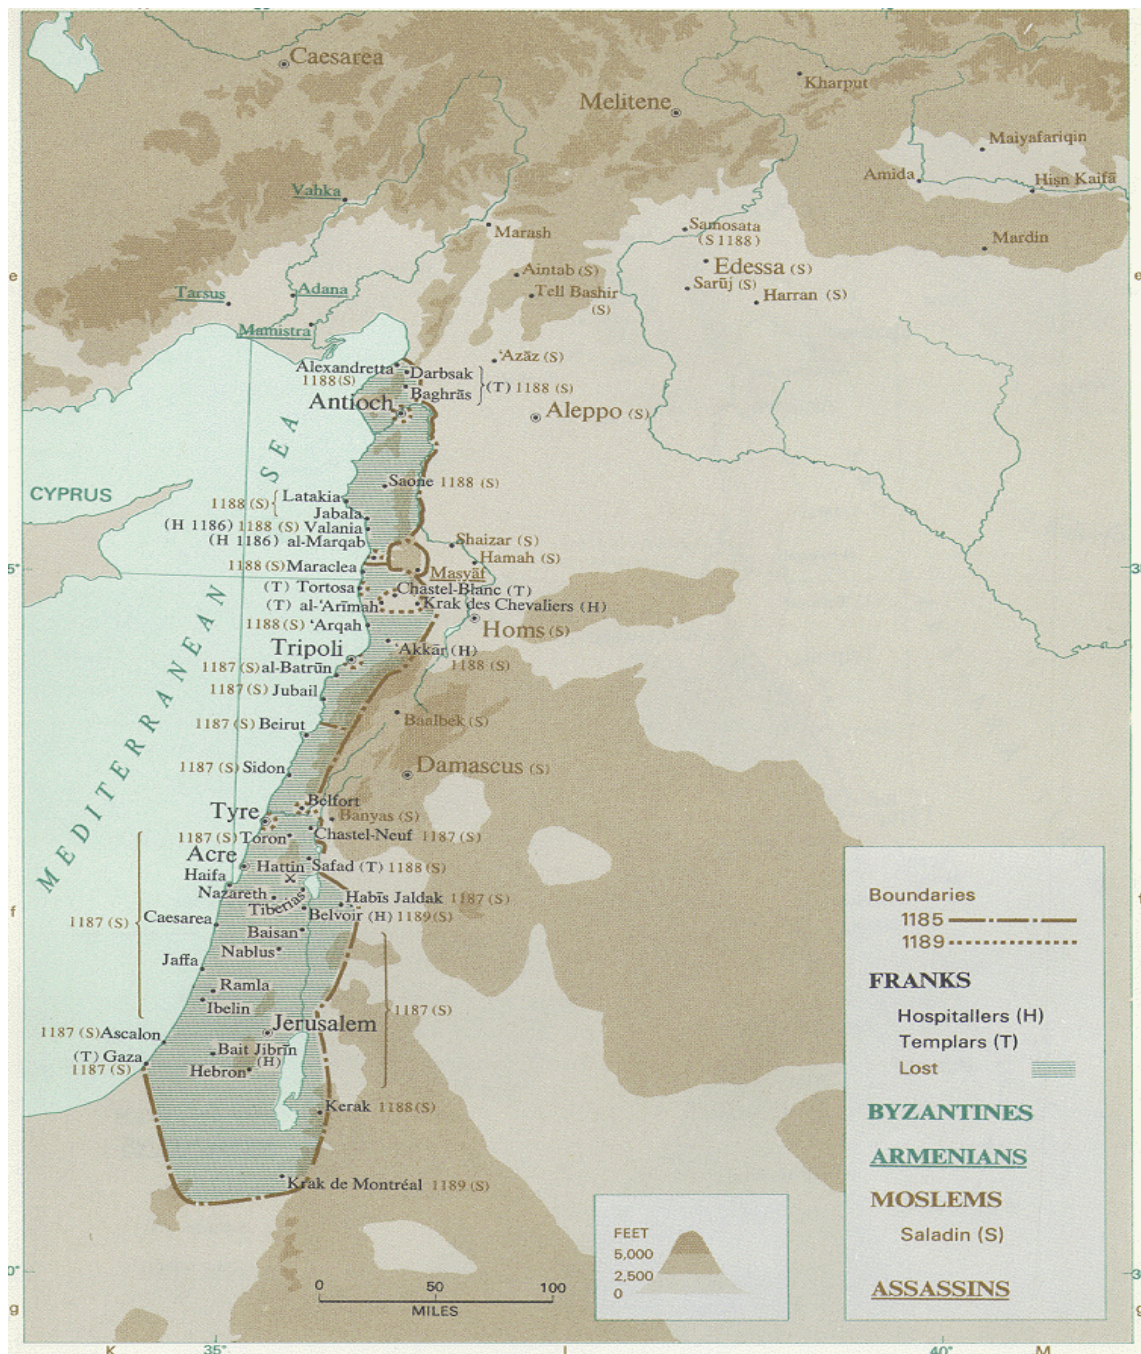 Caesarea
Melitene
Kharput
Maiyafariqin
Amida
Hiṣn Kaifā
Mardin
Vahka
Marash
Samosata
(S 1188)
Edessa (S)
Sarūj (S)
Harran (S)
Aintab (S)
Tell Bashir
(S)
Tarsus
Adana
Mamistra
e
e
'Azāz (S)
Alexandretta
1188 (S)
Darbsak
Baghrās
(T) 1188 (S)
Antioch
Aleppo (S)
MEDITERRANEAN SEA
CYPRUS
Saone 1188 (S)
1188 (S)
Latakia
Jabala
(H 1186) 1188 (S) Valania
(H 1186) al-Marqab
Shaizar (S)
Hamah (S)
1188 (S) Maraclea
Masyāf
5°
3
(T) Tortosa
Chastel-Blanc (T)
(T) al-'Arīmah
Krak des Chevaliers (H)
1188 (S) 'Arqah
Homs (S)
Tripoli
Akkār (H)
1188 (S)
1187 (S) al-Batrūn
1187 (S) Jubail
1187 (S) Beirut
Baalbek (S)
1187 (S) Sidon
Damascus (S)
Belfort
Tyre
Banyas (S)
1187 (S) Toron
Chastel-Neuf 1187 (S)
Acre
Hattin
Safad (T) 1188 (S)
Haifa
Nazareth
Tiberias
Habīs Jaldak 1187 (S)
Belvoir (H) 1189 (S)
1187 (S)
Caesarea
Baisan
Nablus
Jaffa
Ramla
Ibelin
1187 (S)
f
f
Jerusalem
1187 (S) Ascalon
(T) Gaza
1187 (S)
Bait Jibrīn
(H)
Hebron
Kerak 1188 (S)
Krak de Montréal 1189 (S)
Boundaries
1185
1189
FRANKS
Hospitallers (H)
Templars (T)
Lost
BYZANTINES
ARMENIANS
MOSLEMS
Saladin (S)
ASSASSINS
FEET
5,000
2,500
0
0 50 100
MILES
0°
3
g
g
K 35° L 40° M